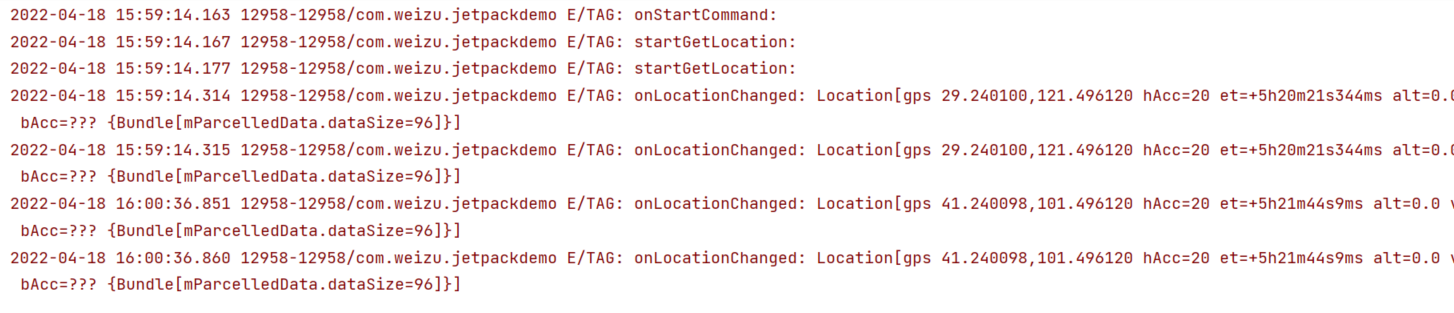 2022-04-18 15:59:14.163 12958-12958/com.weizu.jetpackdemo E/TAG: onStartCommand:
2022-04-18 15:59:14.167 12958-12958/com.weizu.jetpackdemo E/TAG: startGetLocation:
2022-04-18 15:59:14.177 12958-12958/com.weizu.jetpackdemo E/TAG: startGetLocation:
2022-04-18 15:59:14.314 12958-12958/com.weizu.jetpackdemo E/TAG: onLocationChanged: Location[gps 29.240100,121.496120 hAcc=20 et=+5h20m21s344ms alt=0.0
bAcc=??? {Bundle[mParcelledData.dataSize=96]}]
2022-04-18 15:59:14.315 12958-12958/com.weizu.jetpackdemo E/TAG: onLocationChanged: Location[gps 29.240100,121.496120 hAcc=20 et=+5h20m21s344ms alt=0.0
bAcc=??? {Bundle[mParcelledData.dataSize=96]}]
2022-04-18 16:00:36.851 12958-12958/com.weizu.jetpackdemo E/TAG: onLocationChanged: Location[gps 41.240098,101.496120 hAcc=20 et=+5h21m44s9ms alt=0.0
bAcc=??? {Bundle[mParcelledData.dataSize=96]}]
2022-04-18 16:00:36.860 12958-12958/com.weizu.jetpackdemo E/TAG: onLocationChanged: Location[gps 41.240098,101.496120 hAcc=20 et=+5h21m44s9ms alt=0.0
bAcc=??? {Bundle[mParcelledData.dataSize=96]}]